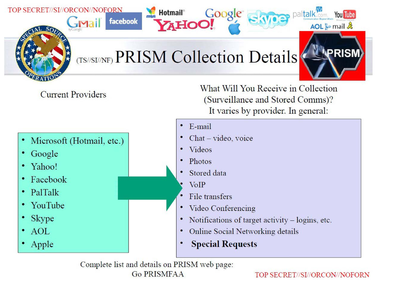 TOP SECRET//SI//ORCON//NOFORN
Gmail facebook Hotmail YAHOO! Google skype paltalk.com YouTube
AOL mail
SPECIAL SOURCE OPERATIONS
(TS//SI//NF) PRISM Collection Details
PRISM
Current Providers
What Will You Receive in Collection
(Surveillance and Stored Comms)?
It varies by provider. In general:
• Microsoft (Hotmail, etc.)
• Google
• Yahoo!
• Facebook
• PalTalk
• YouTube
• Skype
• AOL
• Apple
• E-mail
• Chat – video, voice
• Videos
• Photos
• Stored data
• VoIP
• File transfers
• Video Conferencing
• Notifications of target activity – logins, etc.
• Online Social Networking details
• Special Requests
Complete list and details on PRISM web page:
Go PRISMFAA
TOP SECRET//SI//ORCON//NOFORN